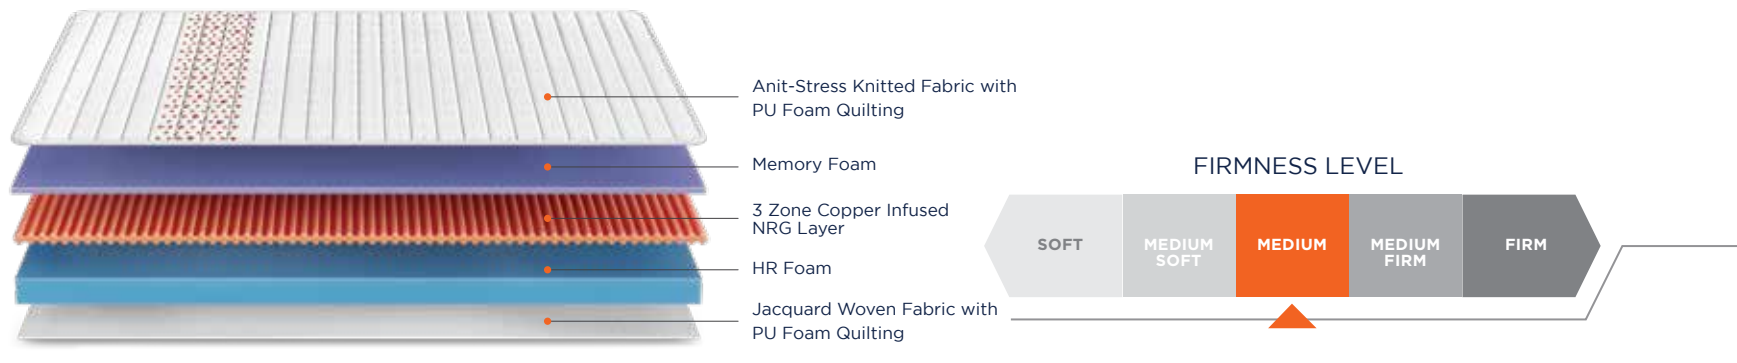 Anit-Stress Knitted Fabric with
PU Foam Quilting
Memory Foam
3 Zone Copper Infused
NRG Layer
HR Foam
Jacquard Woven Fabric with
PU Foam Quilting
FIRMNESS LEVEL
SOFT
MEDIUM
SOFT
MEDIUM
MEDIUM
FIRM
FIRM